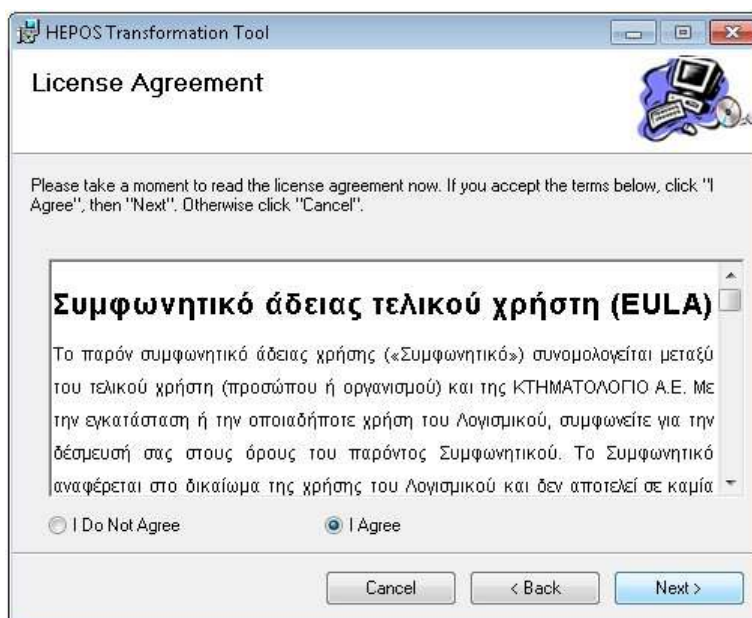 HEPOS Transformation Tool
License Agreement
Please take a moment to read the license agreement now. If you accept the terms below, click "I
Agree", then "Next". Otherwise click "Cancel".
Συμφωνητικό άδειας τελικού χρήστη (EULA)
Το παρόν συμφωνητικό άδειας χρήσης («Συμφωνητικό») συνομολογείται μεταξύ
του τελικού χρήστη (προσώπου ή οργανισμού) και της ΚΤΗΜΑΤΟΛΟΓΙΟ Α.Ε. Με
την εγκατάσταση ή την οποιαδήποτε χρήση του Λογισμικού, συμφωνείτε για την
δέσμευσή σας στους όρους του παρόντος Συμφωνητικού. Το Συμφωνητικό
αναφέρεται στο δικαίωμα της χρήσης του Λογισμικού και δεν αποτελεί σε καμία
I Do Not Agree I Agree
Cancel < Back Next >